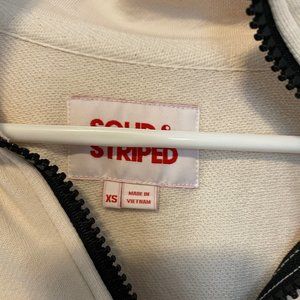 SOLID &
STRIPED
XS
MADE IN
VIETNAM